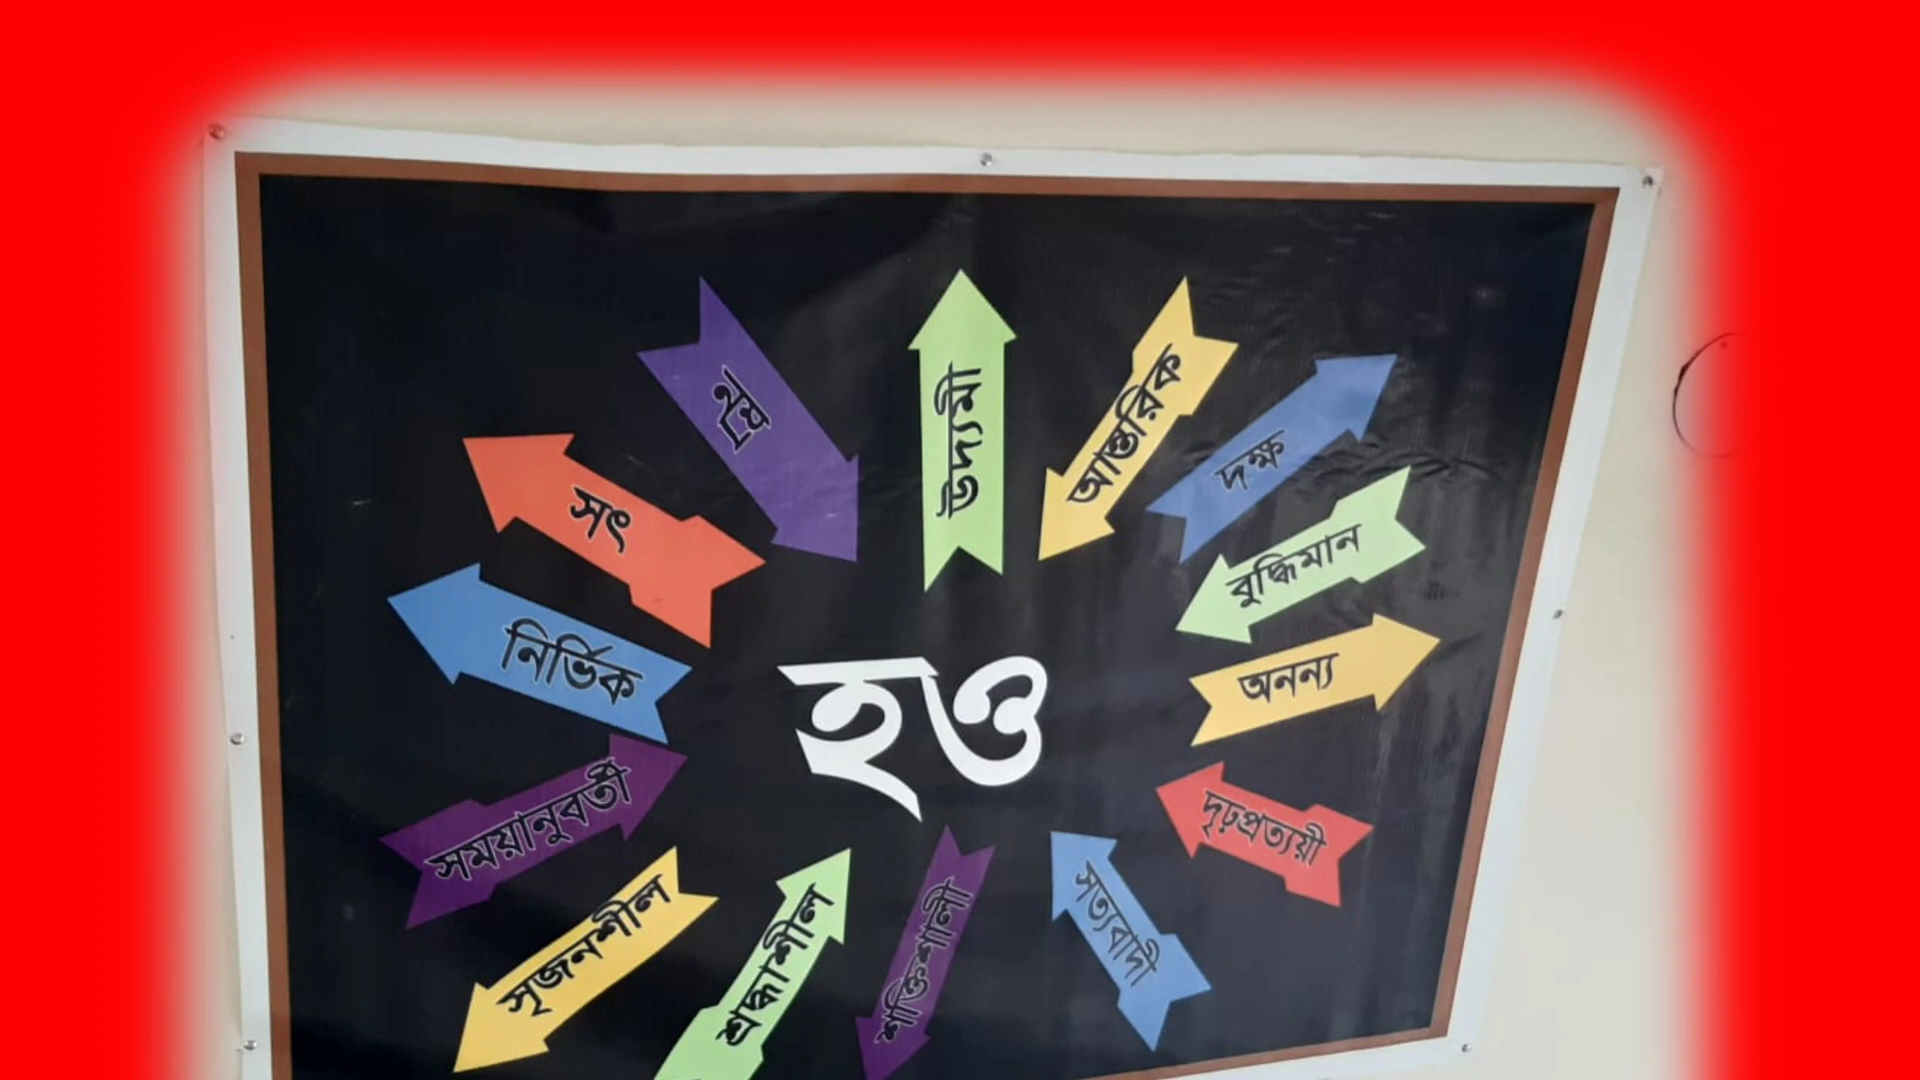 নম্র
উদ্যমী
আন্তরিক
দক্ষ
সৎ
বুদ্ধিমান
নির্ভিক
অনন্য
হও
সময়ানুবর্তী
দৃঢ়প্রত্যয়ী
সৃজনশীল
শ্রদ্ধাশীল
শক্তিশালী
সত্যবাদী